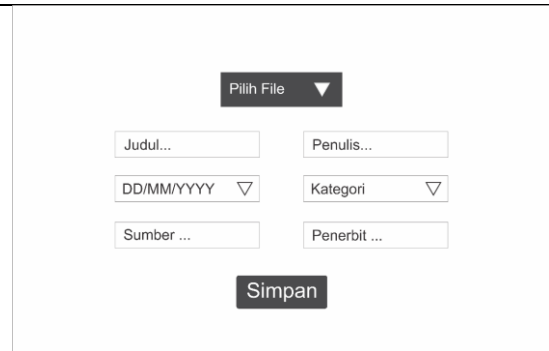 Pilih File
Judul...
Penulis...
DD/MM/YYYY
Kategori
Sumber ...
Penerbit ...
Simpan